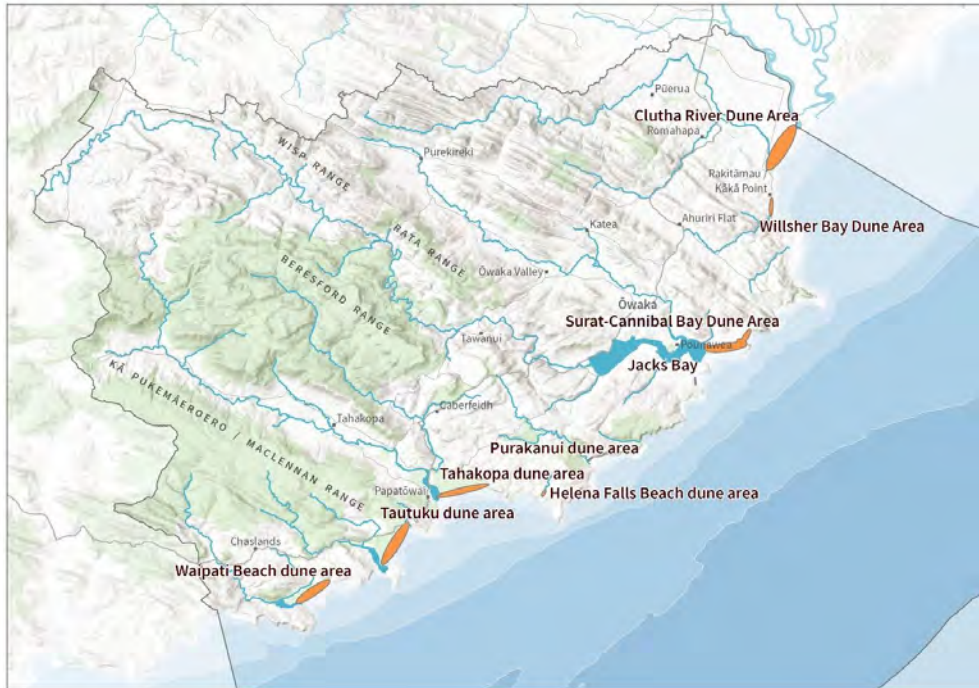 Pūerua
Clutha River Dune Area
Romahapa
WISP RANGE
Purekireki
Rakitāmau
Kākā Point
RATA RANGE
Katea
Ahuriri Flat
Willsher Bay Dune Area
BERESFORD RANGE
Ōwaka Valley
Ōwaka
Surat-Cannibal Bay Dune Area
Tawanui
Pounawea
Jacks Bay
KĀ PUKEMĀEROERO / MACLENNAN RANGE
Caberfeidh
Tahakopa
Purakanui dune area
Tahakopa dune area
Papatōwai
Helena Falls Beach dune area
Tautuku dune area
Chaslands
Waipati Beach dune area